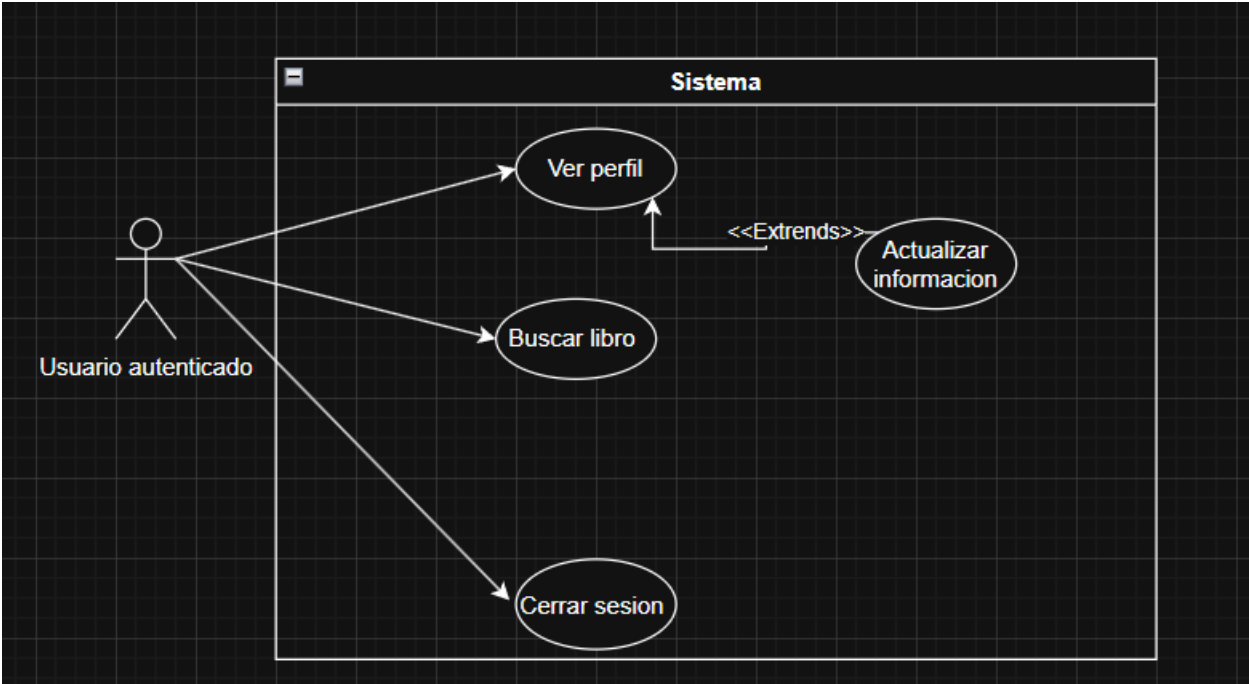 Sistema
Ver perfil
<<Extrends>>
Actualizar
informacion
Buscar libro
Usuario autenticado
Cerrar sesion